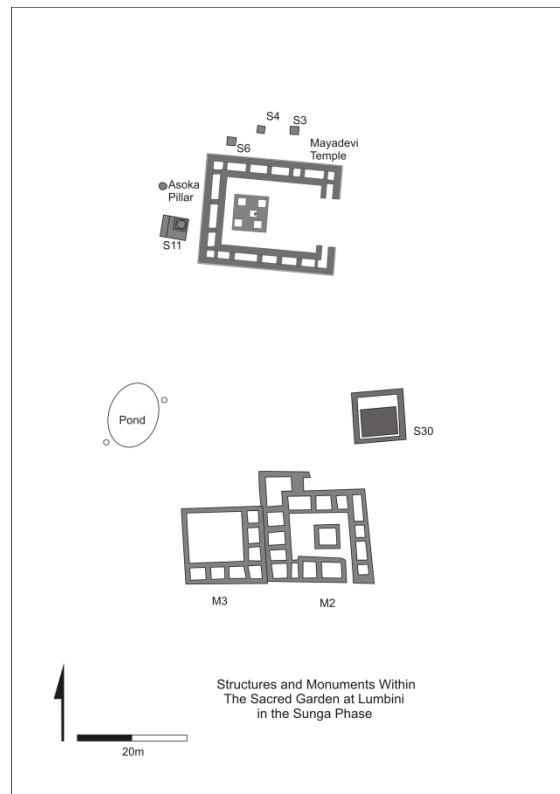 S4
S3
S6
Mayadevi
Temple
Asoka
Pillar
S11
Pond
S30
M3
M2
Structures and Monuments Within
The Sacred Garden at Lumbini
in the Sunga Phase
20m